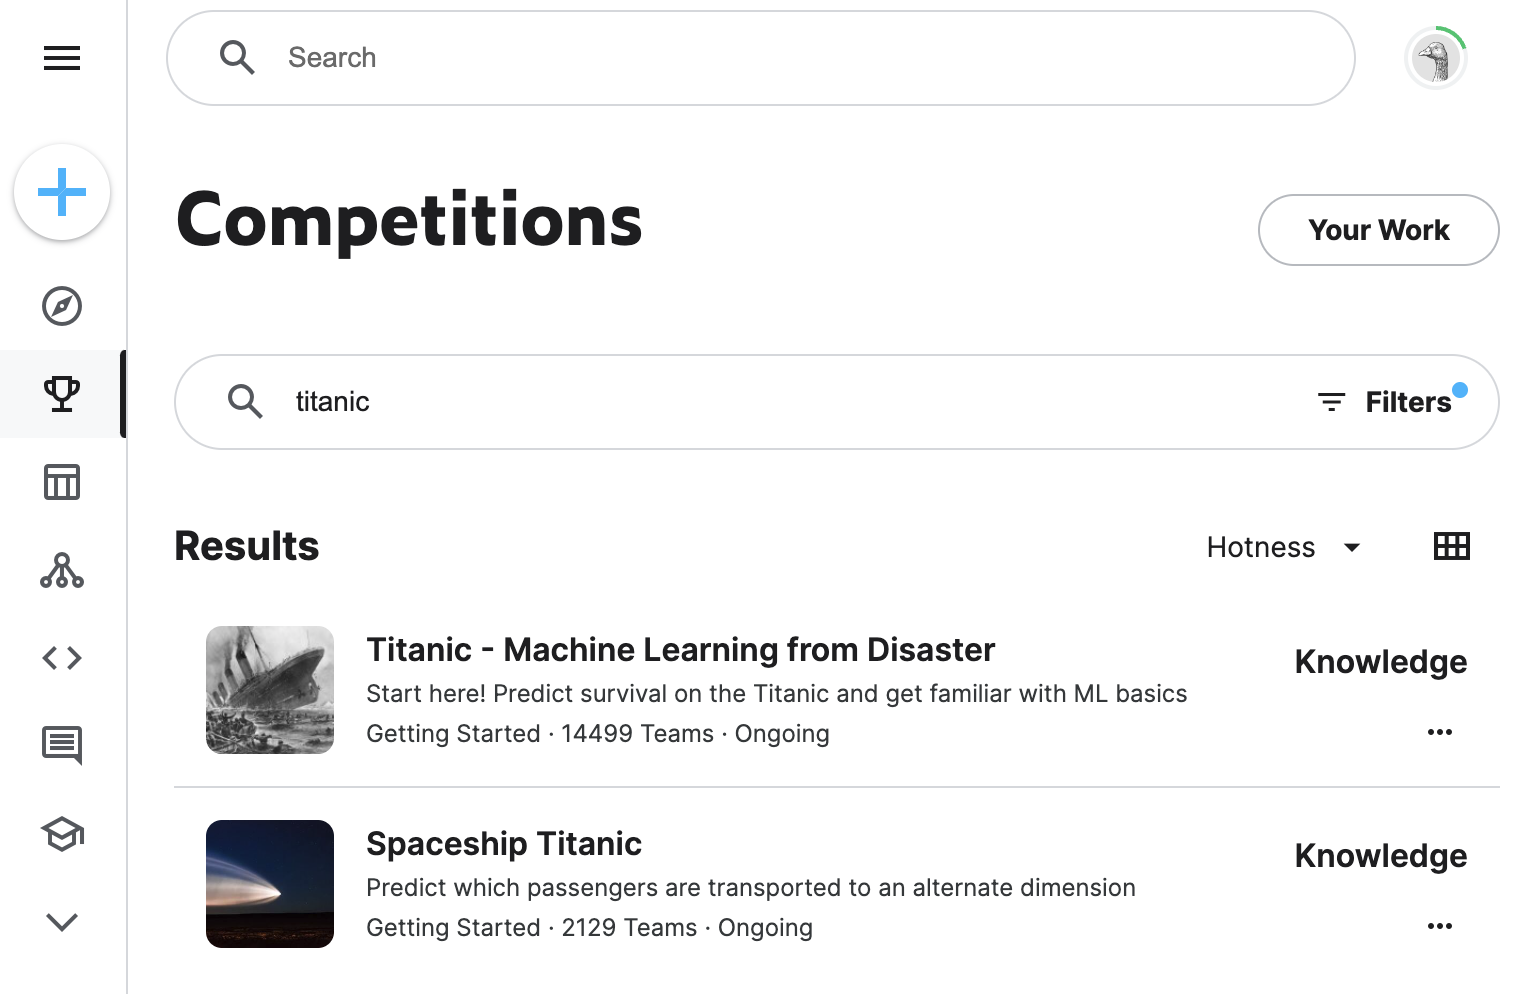 Search
Competitions
Your Work
titanic
Filters
Results
Hotness
Titanic - Machine Learning from Disaster
Knowledge
Start here! Predict survival on the Titanic and get familiar with ML basics
Getting Started · 14499 Teams · Ongoing
Spaceship Titanic
Knowledge
Predict which passengers are transported to an alternate dimension
Getting Started · 2129 Teams · Ongoing